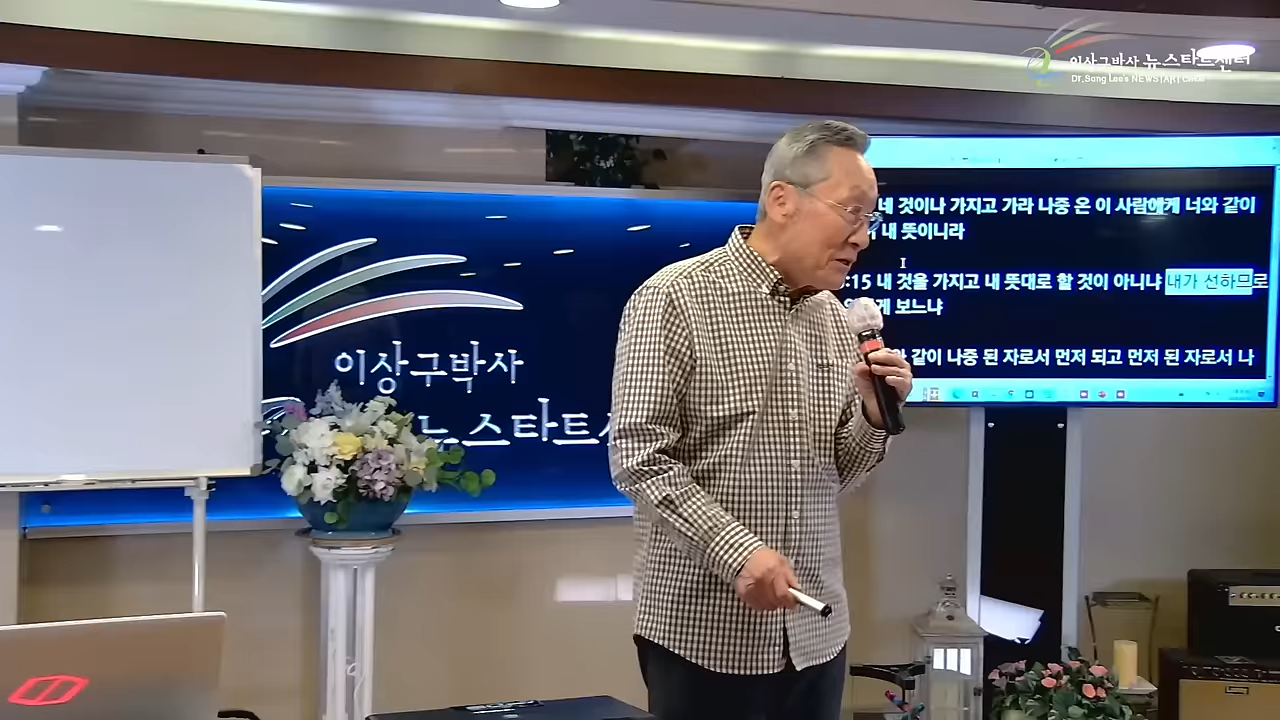 이상구박사 뉴스타트센터
Dr.Sang Lee's NEWSTART Center
이상구박사
뉴스타트
네 것이나 가지고 가라 나중 온 이 사람에게 너와 같이
내 뜻이니라
:15 내 것을 가지고 내 뜻대로 할 것이 아니냐 내가 선하므로
게 보느냐
같이 나중 된 자로서 먼저 되고 먼저 된 자로서 나